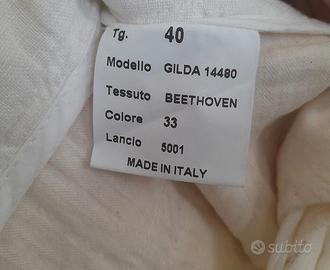 Tg. 40
Modello GILDA 14480
Tessuto BEETHOVEN
Colore 33
Lancio 5001
MADE IN ITALY
subito